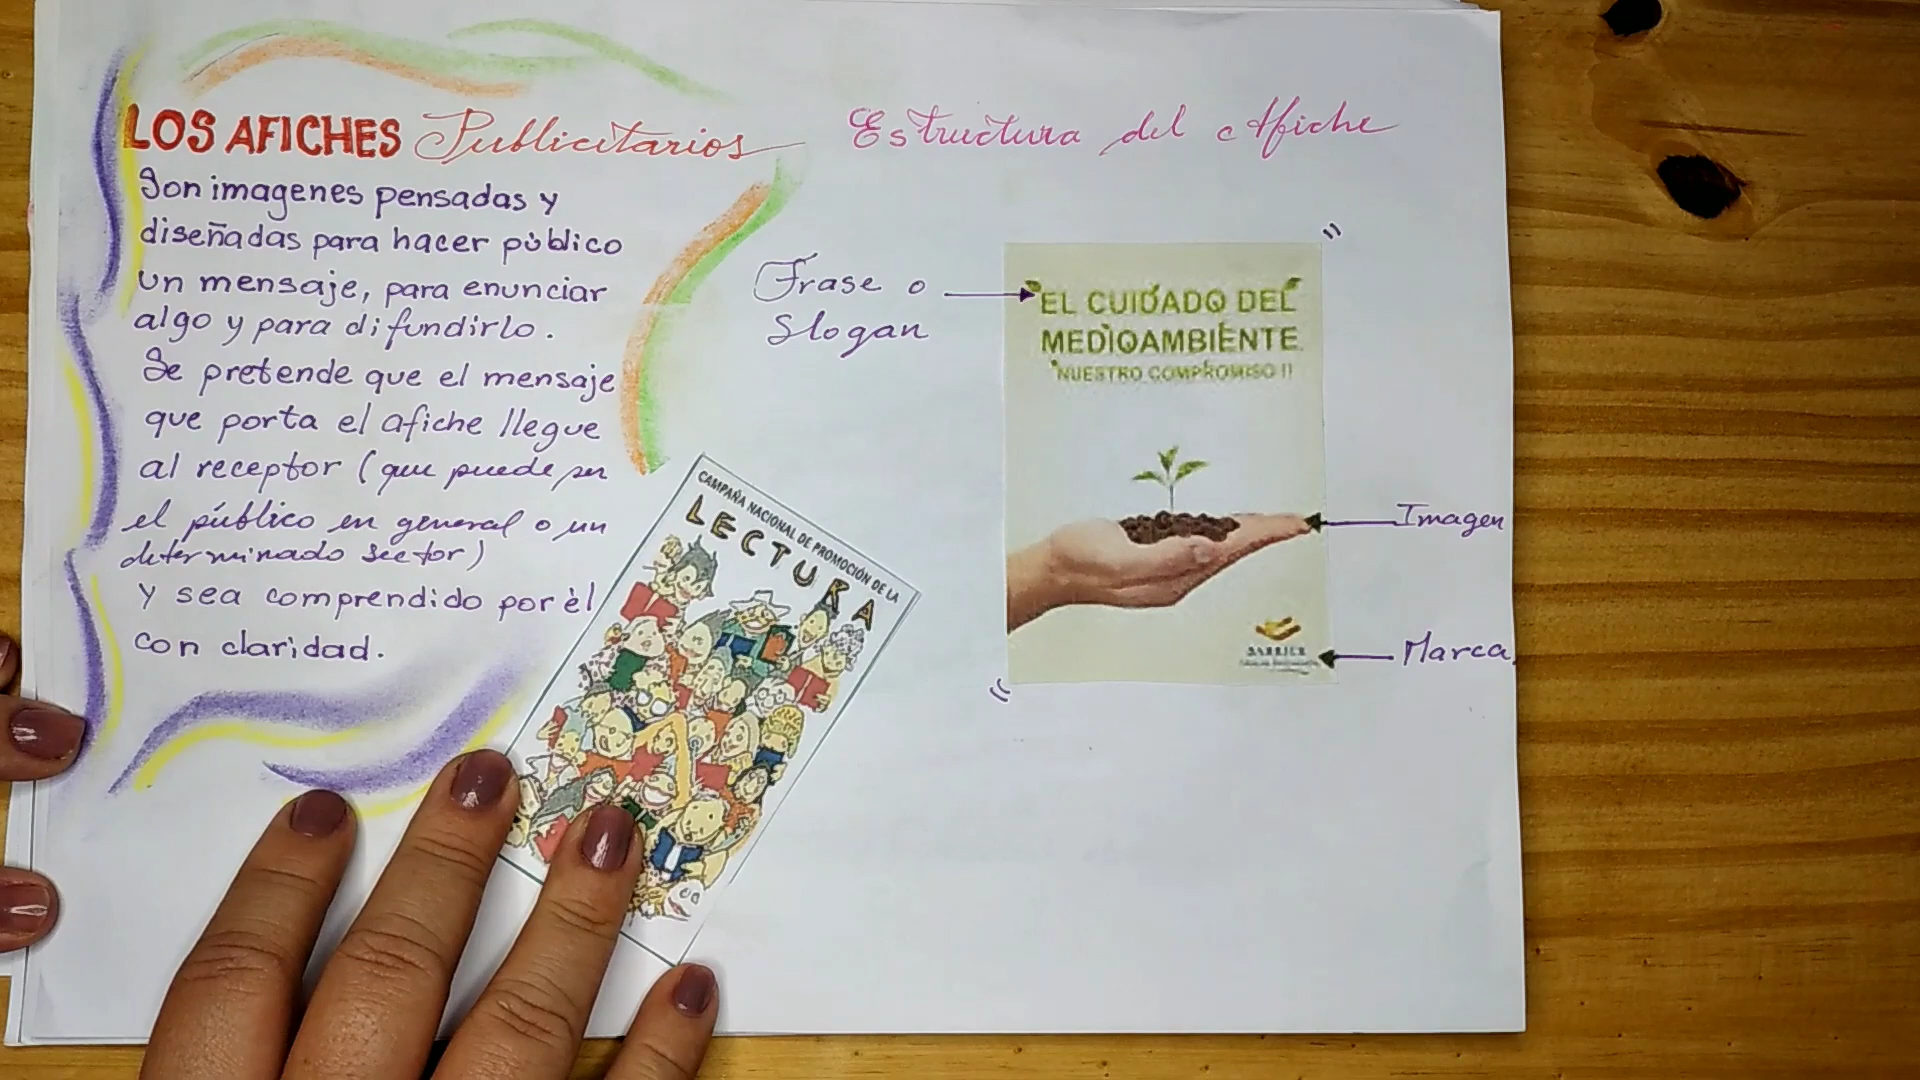 LOS AFICHES Publicitarios
Son imagenes pensadas y
diseñadas para hacer público
un mensaje, para enunciar
algo y para difundirlo.
Se pretende que el mensaje
que porta el afiche llegue
al receptor (que puede ser
el público en general o un
determinado sector)
y sea comprendido por èl
con claridad.
CAMPAÑA NACIONAL DE PROMOCIÓN DE LA
LECTURA
Estructura del Afiche
Frase o
Slogan
EL CUIDADO DEL
MEDIOAMBIENTE
NUESTRO COMPROMISO !!
Imagen
BARRICK
Marca